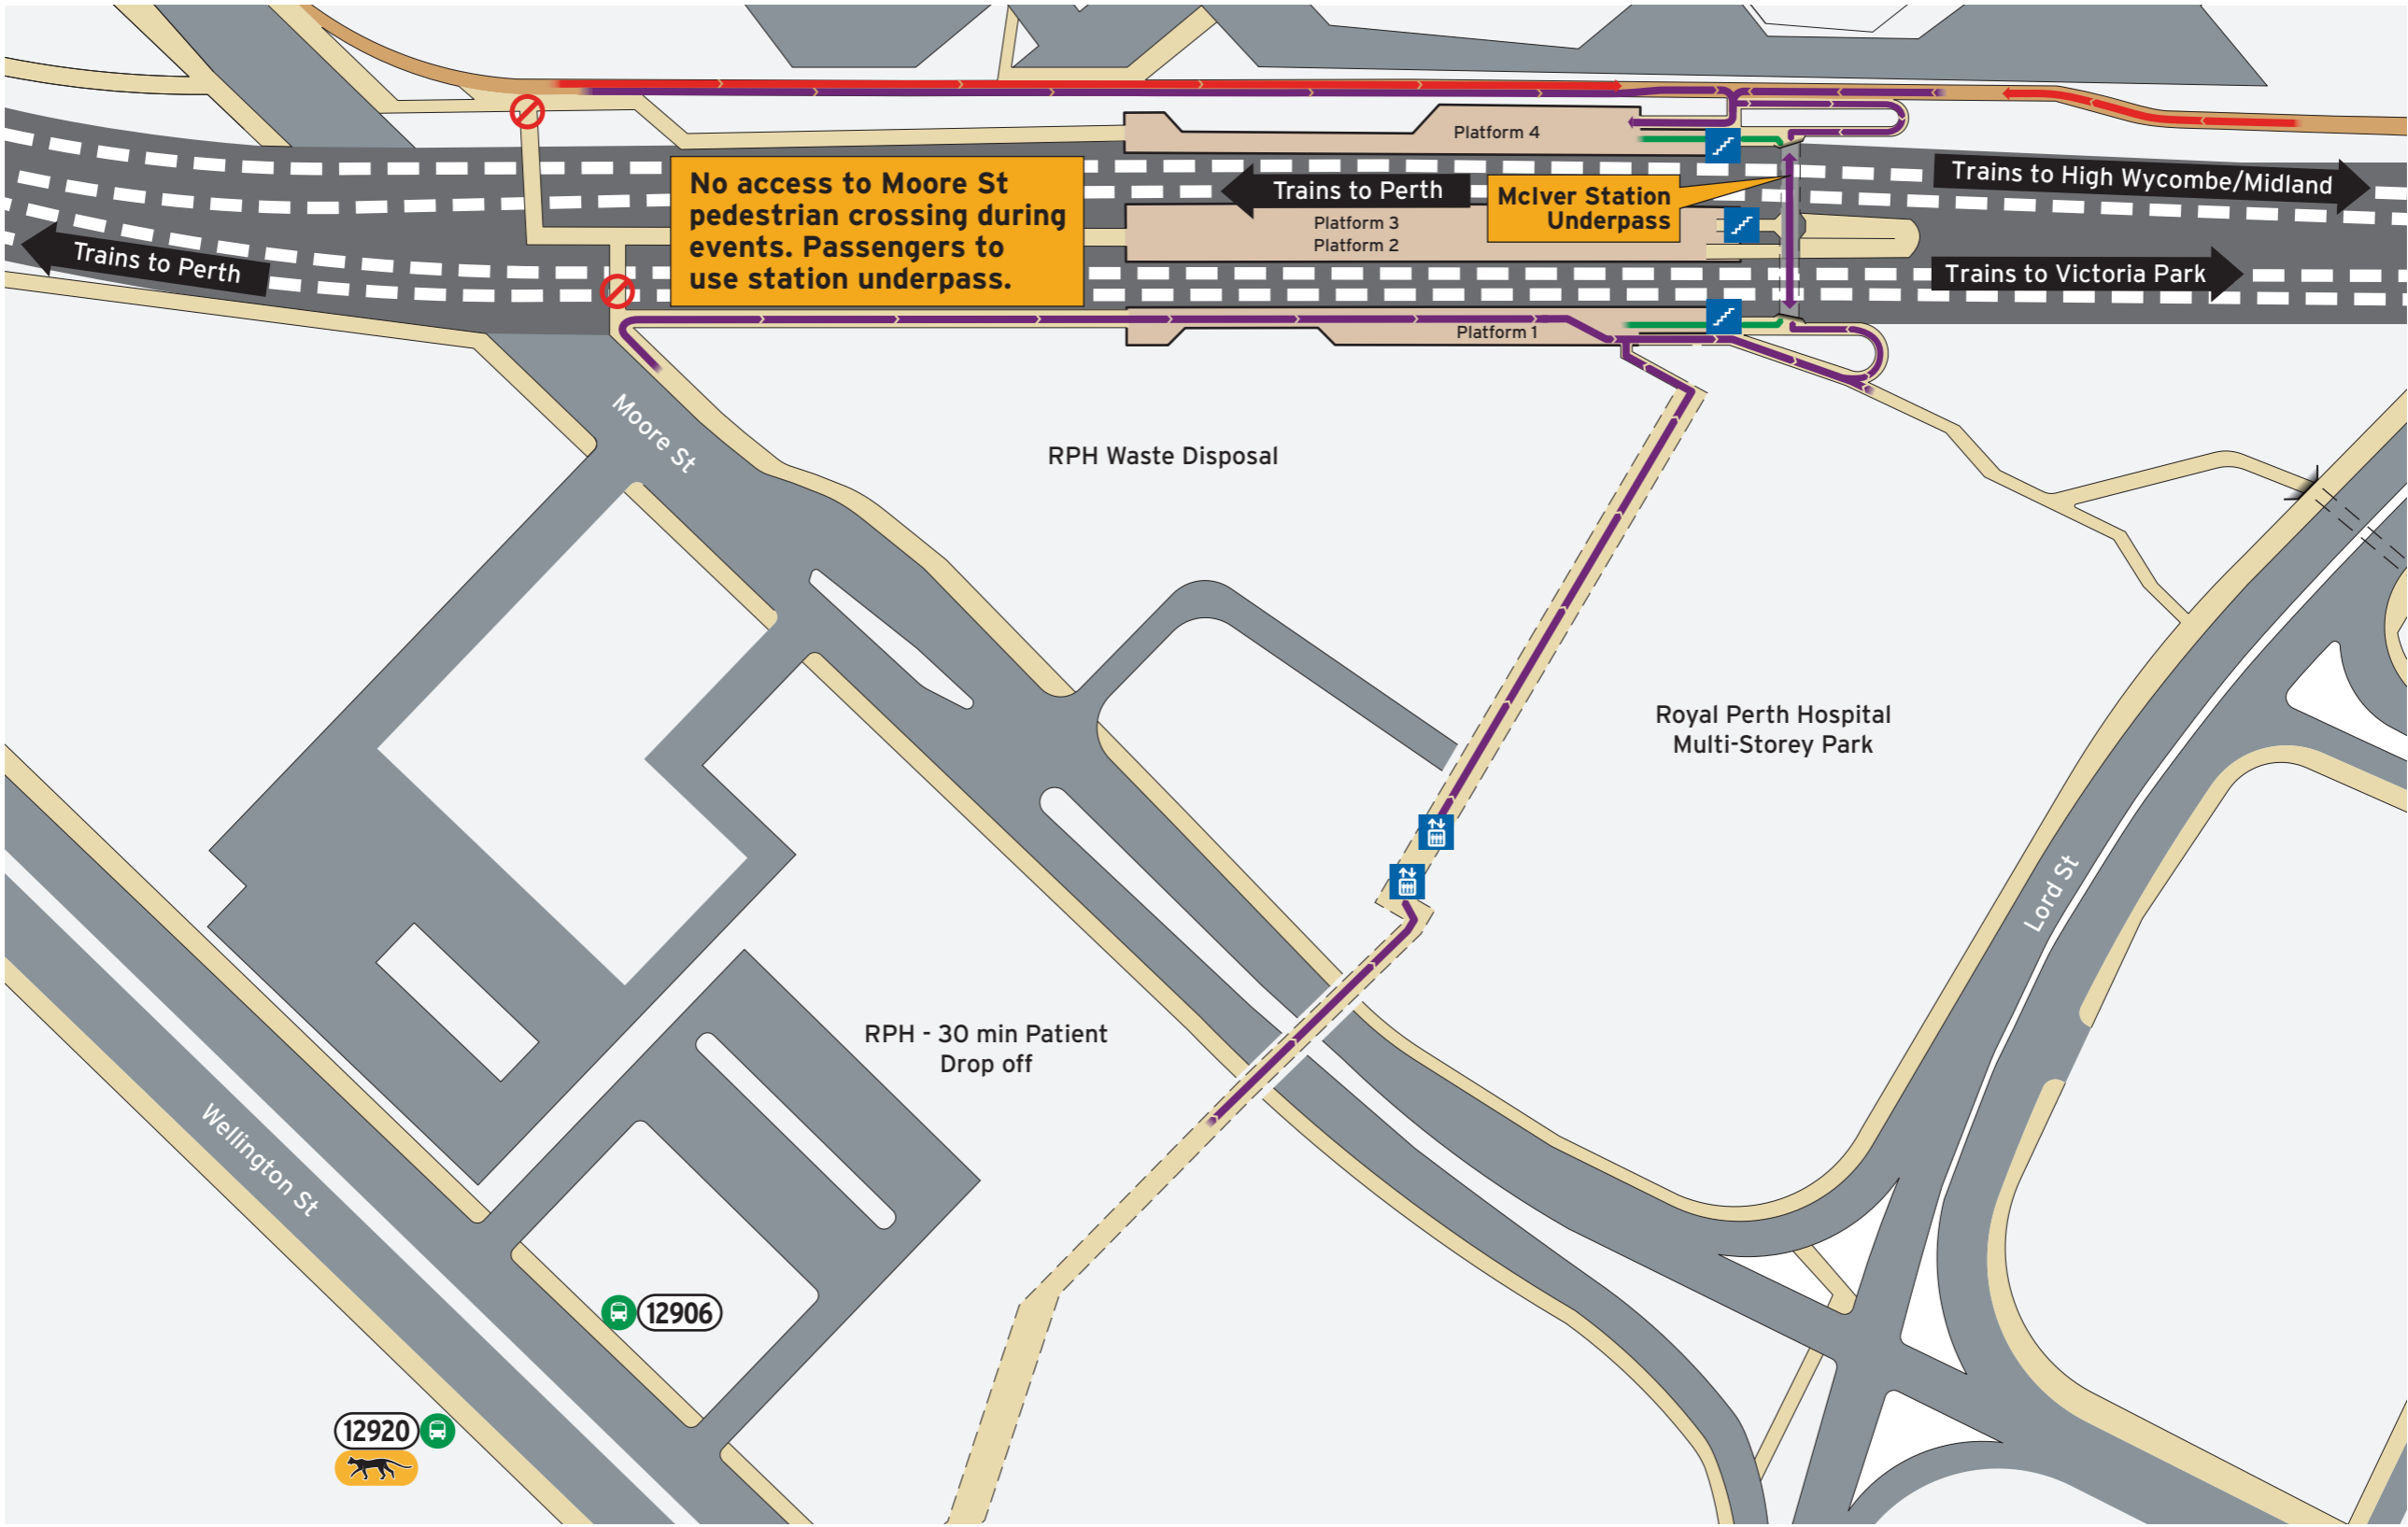 Platform 4
No access to Moore St
pedestrian crossing during
events. Passengers to
use station underpass.
Trains to Perth
McIver Station
Underpass
Trains to High Wycombe/Midland
Platform 3
Platform 2
Trains to Perth
Trains to Victoria Park
Platform 1
Moore St
RPH Waste Disposal
Royal Perth Hospital
Multi-Storey Park
Lord St
RPH - 30 min Patient
Drop off
Wellington St
12906
12920